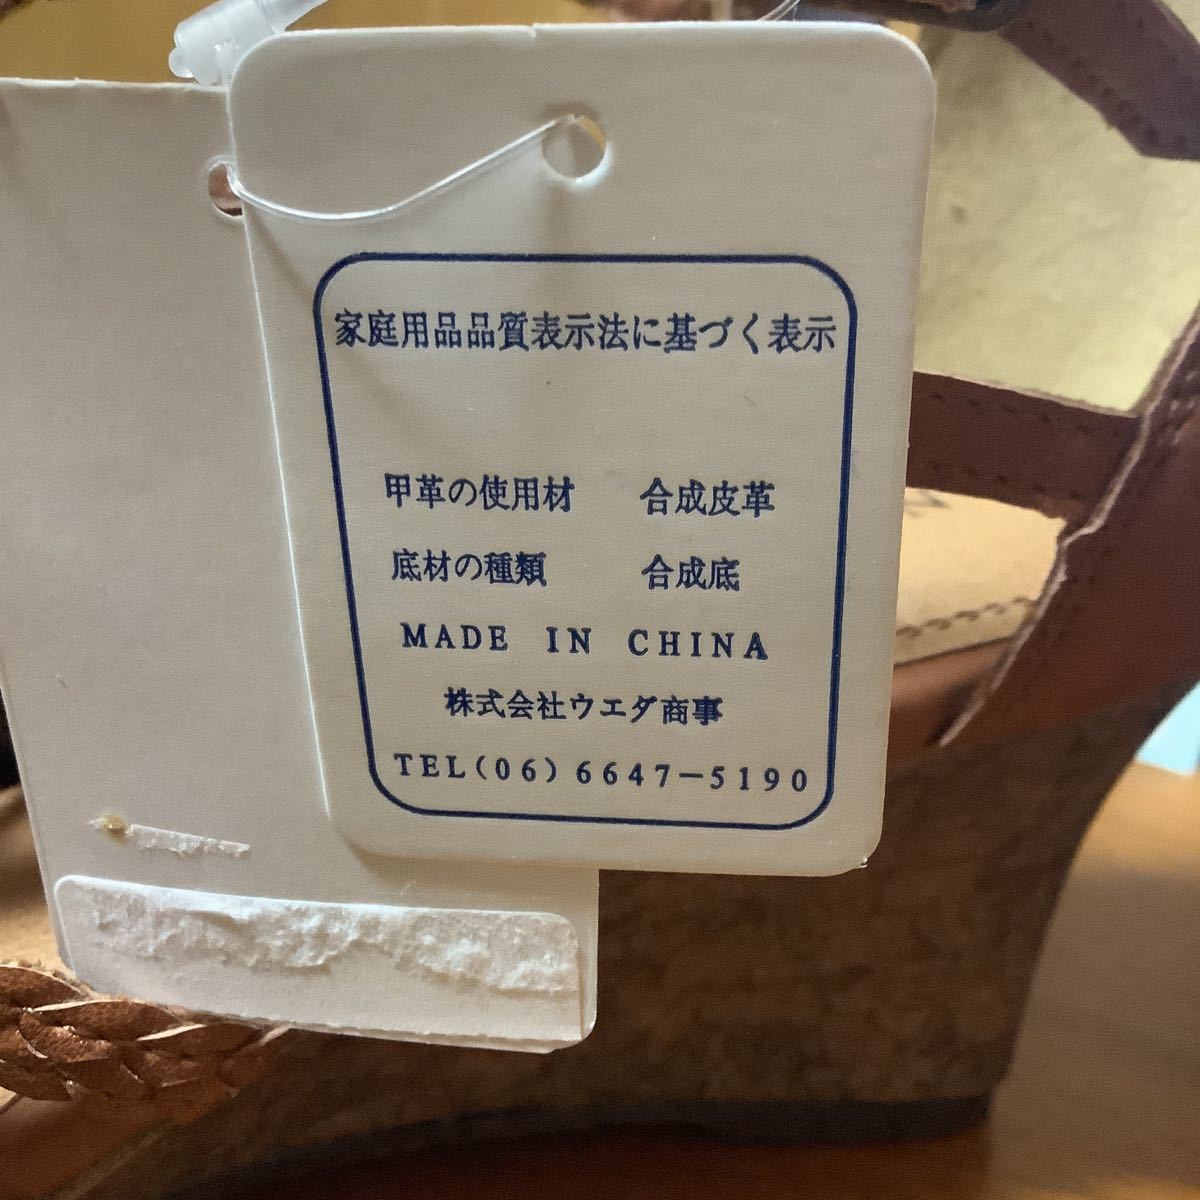 家庭用品品質表示法に基づく表示
甲革の使用材 合成皮革
底材の種類 合成底
MADE IN CHINA
株式会社ウエダ商事
TEL(06)6647-5190